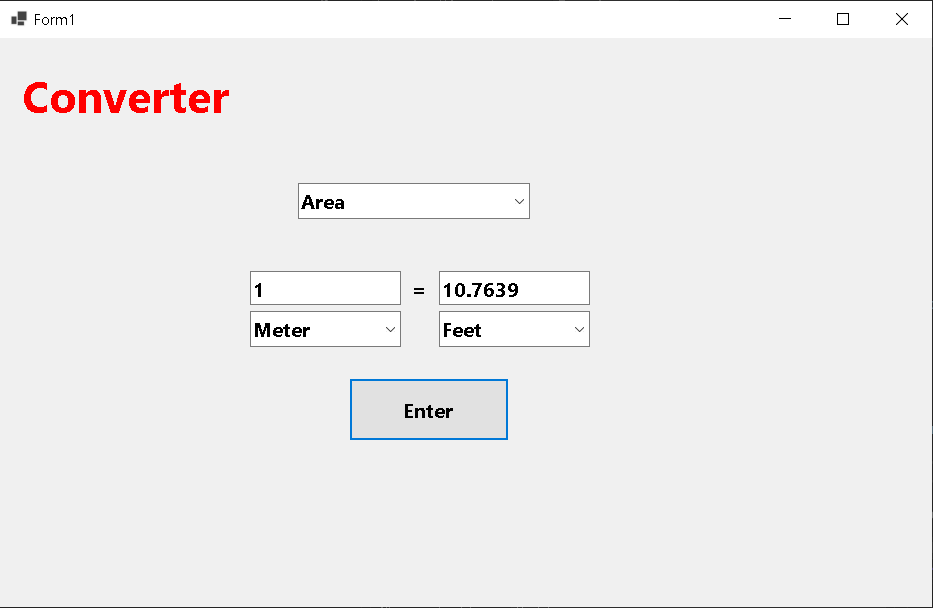 Form1
Converter
Area
1 = 10.7639
Meter Feet
Enter